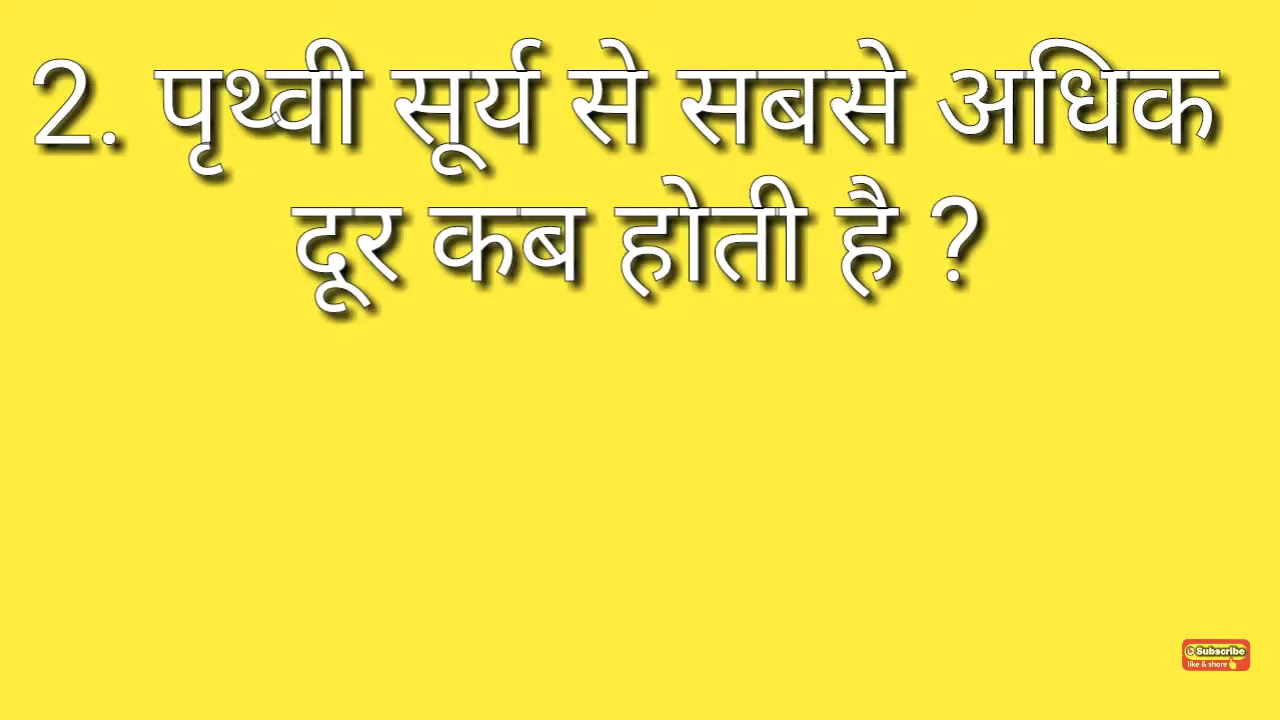 2. पृथ्वी सूर्य से सबसे अधिक
दूर कब होती है ?
Subscribe
like & share